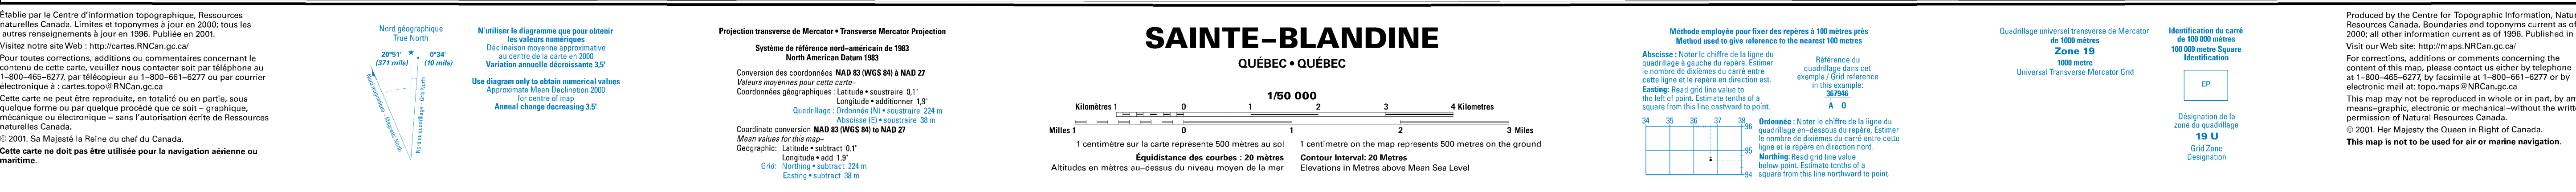 Établie par le Centre d'information topographique, Ressources
naturelles Canada. Limites et toponymes à jour en 2000; tous les
autres renseignements à jour en 1996. Publiée en 2001.
Visitez notre site Web : http://cartes.RNCan.gc.ca/
Pour toutes corrections, additions ou commentaires concernant le
contenu de cette carte, veuillez nous contacter soit par téléphone au
1-800-465-6277, par télécopieur au 1-800-661-6277 ou par courrier
électronique à : cartes.topo@RNCan.gc.ca
Cette carte ne peut être reproduite, en totalité ou en partie, sous
quelque forme ou par quelque procédé que ce soit – graphique,
mécanique ou électronique – sans l'autorisation écrite de Ressources
naturelles Canada.
© 2001. Sa Majesté la Reine du chef du Canada.
Cette carte ne doit pas être utilisée pour la navigation aérienne ou
maritime.
Nord géographique
True North
20°51' 0°34'
(371 mils) (10 mils)
Nord magnétique - Magnetic North
Nord du quadrillage - Grid North
N'utiliser le diagramme que pour obtenir
les valeurs numériques
Déclinaison moyenne approximative
au centre de la carte en 2000
Variation annuelle décroissante 3,5'
Use diagram only to obtain numerical values
Approximate Mean Declination 2000
for centre of map
Annual change decreasing 3.5'
Projection transverse de Mercator • Transverse Mercator Projection
Système de référence nord-américain de 1983
North American Datum 1983
Conversion des coordonnées NAD 83 (WGS 84) à NAD 27
Valeurs moyennes pour cette carte–
Coordonnées géographiques : Latitude • soustraire 0,1'
Longitude • additionner 1,9'
Quadrillage : Ordonnée (N) • soustraire 224 m
Abscisse (E) • soustraire 38 m
Coordinate conversion NAD 83 (WGS 84) to NAD 27
Mean values for this map–
Geographic: Latitude • subtract 0.1'
Longitude • add 1.9'
Grid: Northing • subtract 224 m
Easting • subtract 38 m
SAINTE–BLANDINE
QUÉBEC • QUÉBEC
1/50 000
Kilomètres 1 0 1 2 3 4 Kilometres
Milles 1 0 1 2 3 Miles
1 centimètre sur la carte représente 500 mètres au sol
1 centimetre on the map represents 500 metres on the ground
Équidistance des courbes : 20 mètres
Altitudes en mètres au-dessus du niveau moyen de la mer
Contour Interval: 20 Metres
Elevations in Metres above Mean Sea Level
Méthode employée pour fixer des repères à 100 mètres près
Method used to give reference to the nearest 100 metres
Abscisse : Noter le chiffre de la ligne du
quadrillage à gauche du repère. Estimer
le nombre de dixièmes du carré entre
cette ligne et le repère en direction est.
Easting: Read grid line value to
the left of point. Estimate tenths of a
square from this line eastward to point.
Référence du
quadrillage dans cet
exemple / Grid reference
in this example:
367946
A O
34 35 36 37 38
96
95
94
Ordonnée : Noter le chiffre de la ligne du
quadrillage en-dessous du repère. Estimer
le nombre de dixièmes du carré entre cette
ligne et le repère en direction nord.
Northing: Read grid line value
below point. Estimate tenths of a
square from this line northward to point.
Quadrillage universel transverse de Mercator
de 1000 mètres
Zone 19
1000 metre
Universal Transverse Mercator Grid
Identification du carré
de 100 000 mètres
100 000 metre Square
Identification
EP
Désignation de la
zone du quadrillage
19 U
Grid Zone
Designation
Produced by the Centre for Topographic Information, Natu
Resources Canada. Boundaries and toponyms current as of
2000; all other information current as of 1996. Published in
Visit our Web site: http://maps.NRCan.gc.ca/
For corrections, additions or comments concerning the
content of this map, please contact us either by telephone
at 1-800-465-6277, by facsimile at 1-800-661-6277 or by
electronic mail at: topo.maps@NRCan.gc.ca
This map may not be reproduced in whole or in part, by an
means–graphic, electronic or mechanical–without the writt
permission of Natural Resources Canada.
© 2001. Her Majesty the Queen in Right of Canada.
This map is not to be used for air or marine navigation.